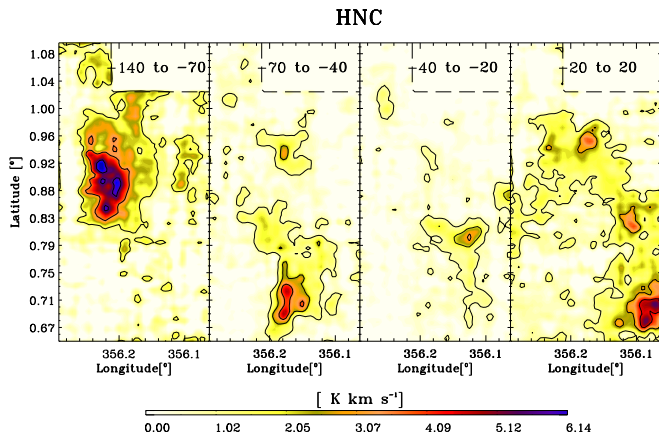 HNC
-140 to -70
-70 to -40
-40 to -20
-20 to 20
1.08
1.04
1.00
0.96
0.92
0.88
0.83
0.79
0.75
0.71
0.67
Latitude [°]
356.2 356.1 356.2 356.1 356.2 356.1 356.2 356.1
Longitude[°] Longitude[°] Longitude[°] Longitude[°]
[ K km s⁻¹]
0.00 1.02 2.05 3.07 4.09 5.12 6.14